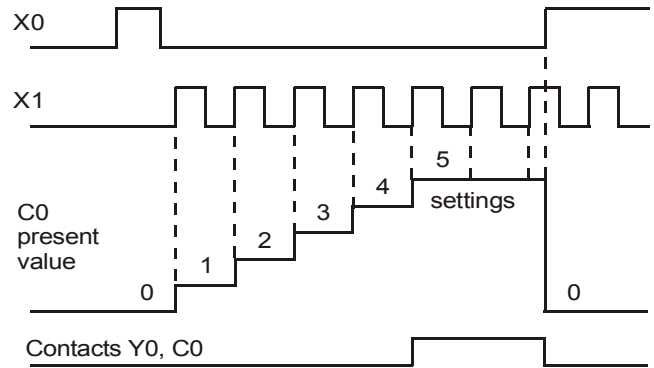 X0
X1
5
4
settings
3
C0
present
value
2
1
0
0
Contacts Y0, C0